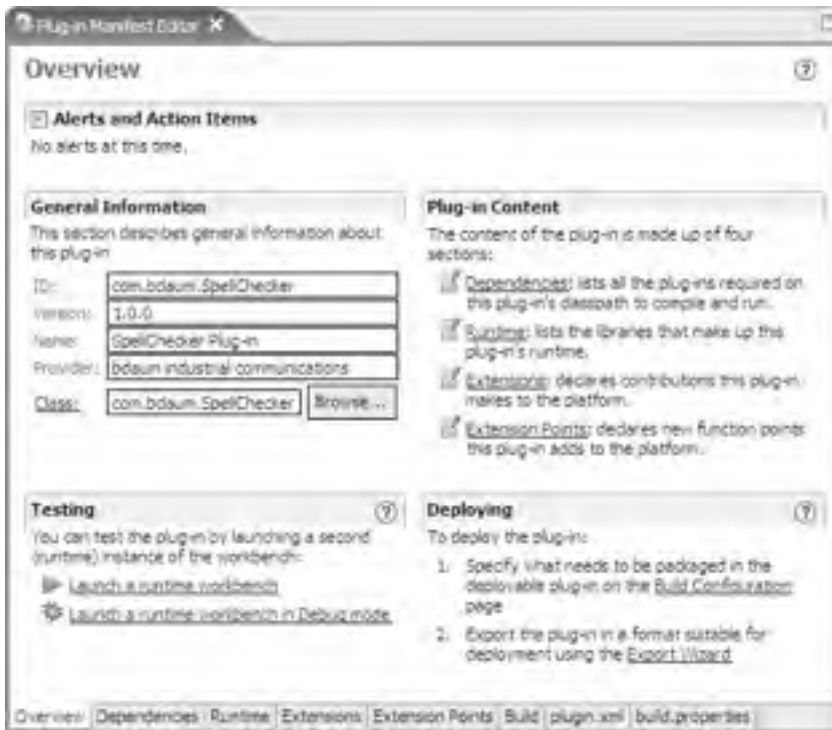 Plug-in Manifest Editor
Overview
Alerts and Action Items
No alerts at this time.
General Information
This section describes general information about
this plug-in
ID: com.bdaum.SpellChecker
Version: 1.0.0
Name: SpellChecker Plug-in
Provider: bdaum industrial communications
Class: com.bdaum.SpellChecker Browse...
Plug-in Content
The content of the plug-in is made up of four
sections:
Dependencies: lists all the plug-ins required on
this plug-in's classpath to compile and run.
Runtime: lists the libraries that make up this
plug-in's runtime.
Extensions: declares contributions this plug-in
makes to the platform.
Extension Points: declares new function points
this plug-in adds to the platform.
Testing
You can test the plug-in by launching a second
(runtime) instance of the workbench:
Launch a runtime workbench
Launch a runtime workbench in Debug mode
Deploying
To deploy the plug-in:
1. Specify what needs to be packaged in the
deployable plug-in on the Build Configuration
page
2. Export the plug-in in a format suitable for
deployment using the Export Wizard
Overview Dependencies Runtime Extensions Extension Points Build plugin.xml build.properties